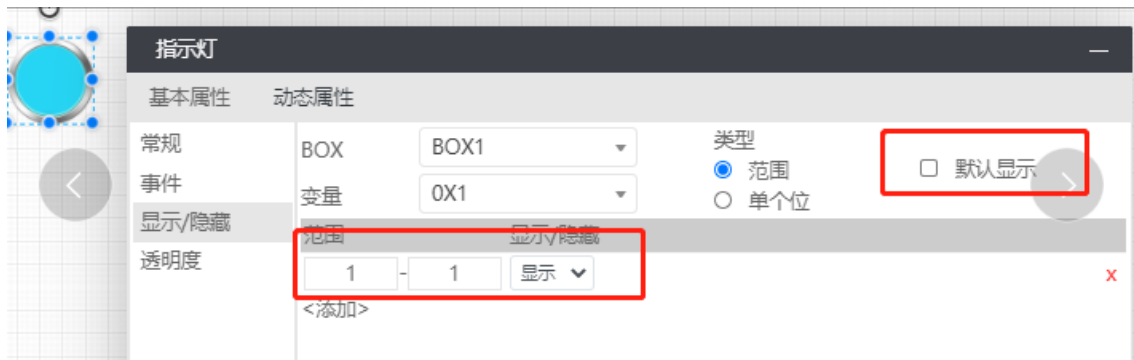 指示灯
基本属性 动态属性
常规
事件
显示/隐藏
透明度
BOX BOX1
变量 0X1
类型
范围
单个位
默认显示
范围 显示/隐藏
1 - 1 显示 x
<添加>